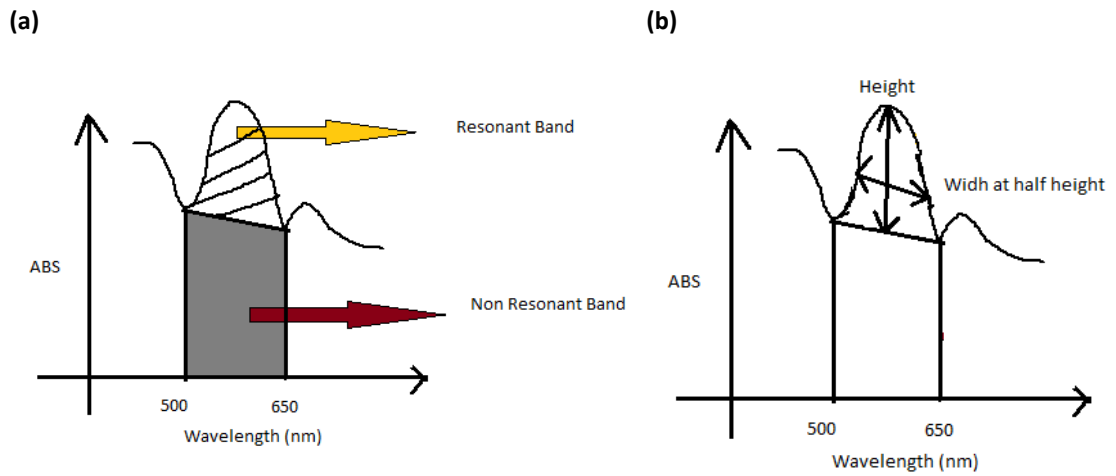 (a)
Resonant Band
ABS
Non Resonant Band
500
650
Wavelength (nm)
(b)
Height
Widh at half height
ABS
500
650
Wavelength (nm)